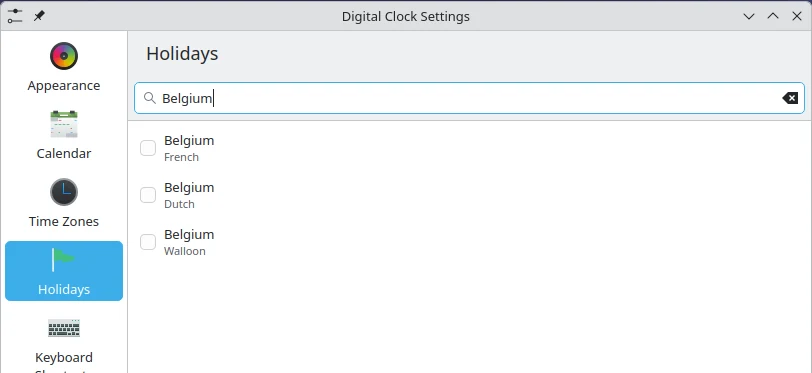 Digital Clock Settings
Appearance
Calendar
Time Zones
Holidays
Keyboard
Holidays
Belgium
Belgium
French
Belgium
Dutch
Belgium
Walloon